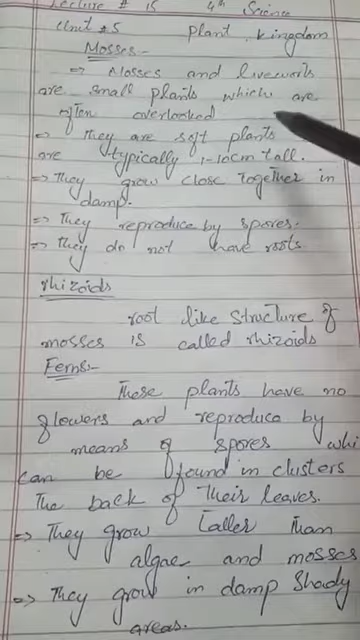 Lecture # 15 4th Science
Unit # 5 Plant Kingdom
Mosses:-
⇒ Mosses and liveworts
are small plants which are
often overlooked
⇒ They are soft plants
are typically 1-10cm tall.
⇒ They grow close together in
damp.
⇒ They reproduce by spores.
⇒ They do not have roots.
rhizoids
root like structure of
mosses is called rhizoids
Ferns:-
These plants have no
flowers and reproduce by
means of spores whi
can be found in clusters
The back of Their leaves.
⇒ They grow Taller Than
algae and mosses
⇒ They grow in damp shady
areas.